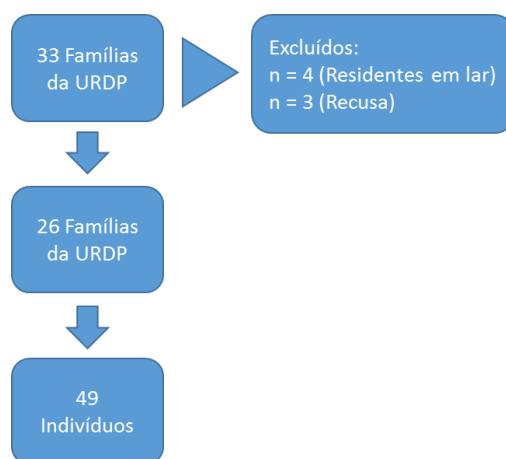 33 Famílias
da URDP
Excluídos:
n = 4 (Residentes em lar)
n = 3 (Recusa)
26 Famílias
da URDP
49
Indivíduos